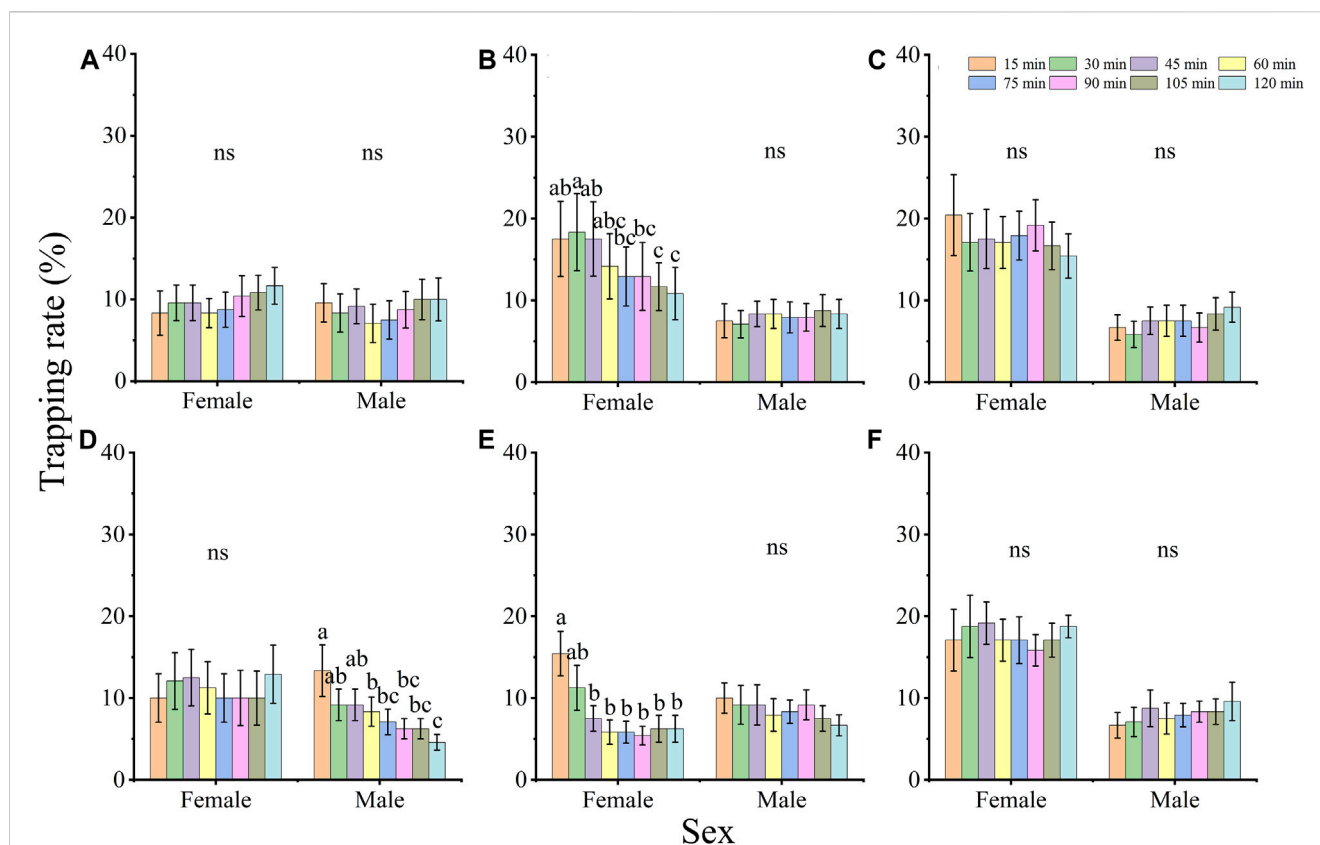 A
B
C
15 min 30 min 45 min 60 min
75 min 90 min 105 min 120 min
40
30
20
10
0
ns
ns
Female
Male
40
30
20
10
0
ab a ab abc bc bc c c
ns
Female
Male
40
30
20
10
0
ns
ns
Female
Male
Trapping rate (%)
D
E
F
40
30
20
10
0
ns
a ab ab b bc bc bc c
Female
Male
40
30
20
10
0
a ab b b b b b b
ns
Female
Male
40
30
20
10
0
ns
ns
Female
Male
Sex